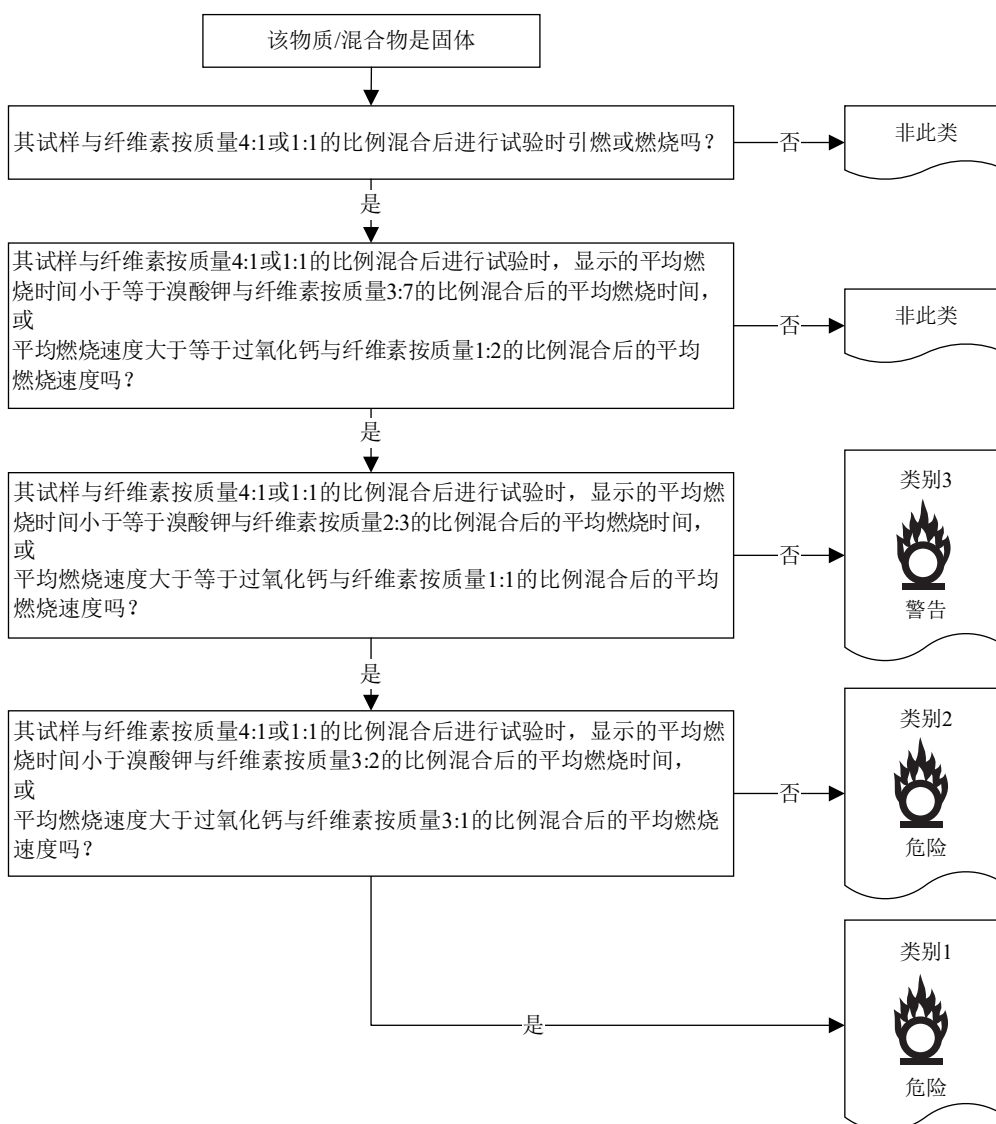 该物质/混合物是固体
其试样与纤维素按质量4:1或1:1的比例混合后进行试验时引燃或燃烧吗？
否
非此类
是
其试样与纤维素按质量4:1或1:1的比例混合后进行试验时，显示的平均燃
烧时间小于等于溴酸钾与纤维素按质量3:7的比例混合后的平均燃烧时间，
或
平均燃烧速度大于等于过氧化钙与纤维素按质量1:2的比例混合后的平均
燃烧速度吗？
否
非此类
是
其试样与纤维素按质量4:1或1:1的比例混合后进行试验时，显示的平均燃
烧时间小于等于溴酸钾与纤维素按质量2:3的比例混合后的平均燃烧时间，
或
平均燃烧速度大于等于过氧化钙与纤维素按质量1:1的比例混合后的平均
燃烧速度吗？
否
类别3
警告
是
其试样与纤维素按质量4:1或1:1的比例混合后进行试验时，显示的平均燃
烧时间小于溴酸钾与纤维素按质量3:2的比例混合后的平均燃烧时间，
或
平均燃烧速度大于过氧化钙与纤维素按质量3:1的比例混合后的平均燃烧
速度吗？
否
类别2
危险
是
类别1
危险